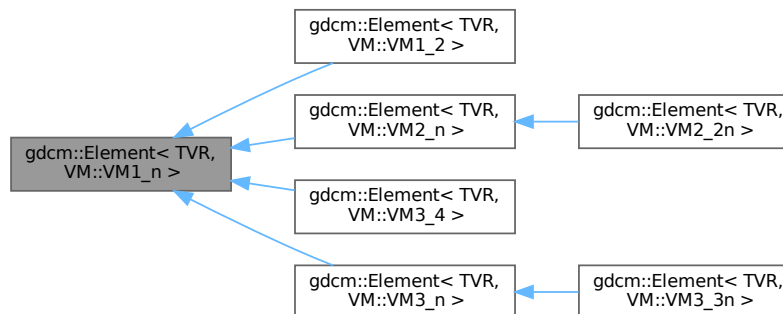 gdcm::Element< TVR,
VM::VM1_2 >
gdcm::Element< TVR,
VM::VM2_n >
gdcm::Element< TVR,
VM::VM2_2n >
gdcm::Element< TVR,
VM::VM1_n >
gdcm::Element< TVR,
VM::VM3_4 >
gdcm::Element< TVR,
VM::VM3_n >
gdcm::Element< TVR,
VM::VM3_3n >